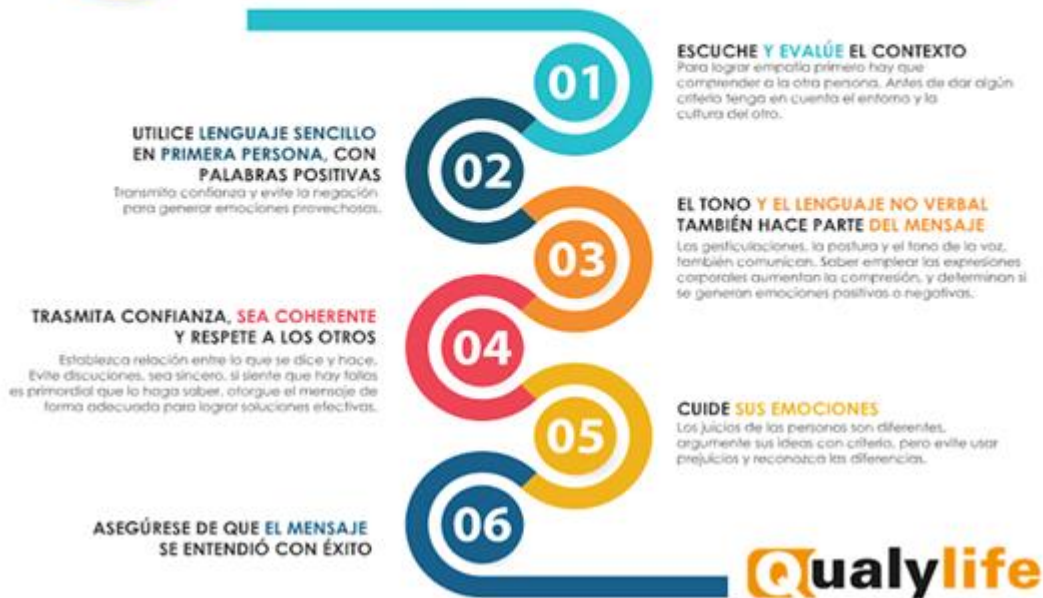 01
ESCUCHE Y EVALÚE EL CONTEXTO
Para lograr empatía primero hay que
comprender a la otra persona. Antes de dar algún
criterio tenga en cuenta el entorno y la
cultura del otro.
02
UTILICE LENGUAJE SENCILLO
EN PRIMERA PERSONA, CON
PALABRAS POSITIVAS
Transmita confianza y evite la negación
para generar emociones provechosas.
03
EL TONO Y EL LENGUAJE NO VERBAL
TAMBIÉN HACE PARTE DEL MENSAJE
Las gesticulaciones, la postura y el tono de la voz,
también comunican. Saber emplear las expresiones
corporales aumentan la compresión, y determinan si
se generan emociones positivas o negativas.
04
TRASMITA CONFIANZA, SEA COHERENTE
Y RESPETE A LOS OTROS
Establezca relación entre lo que se dice y hace.
Evite discuciones, sea sincero, si siente que hay fallas
es primordial que lo haga saber, otorgue el mensaje de
forma adecuada para lograr soluciones efectivas.
05
CUIDE SUS EMOCIONES
Los juicios de las personas son diferentes,
argumente sus ideas con criterio, pero evite usar
prejuicios y reconozca las diferencias.
06
ASEGÚRESE DE QUE EL MENSAJE
SE ENTENDIÓ CON ÉXITO
Qualylife